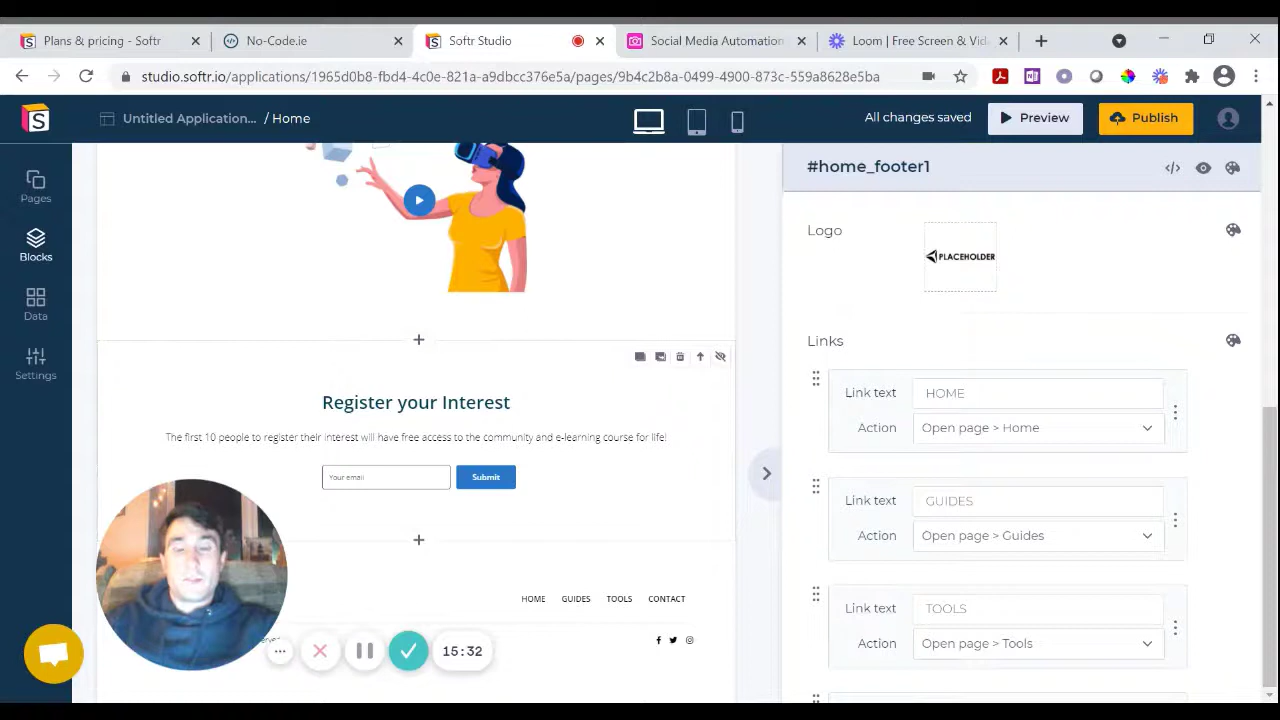 Plans & pricing - Softr
No-Code.ie
Softr Studio
Social Media Automation
Loom | Free Screen & Vid
studio.softr.io/applications/1965d0b8-fbd4-4c0e-821a-a9dbcc376e5a/pages/9b4c2b8a-0499-4900-873c-559a8628e5ba
S
Untitled Application... / Home
All changes saved
Preview
Publish
Pages
Blocks
Data
Settings
Register your Interest
The first 10 people to register their interest will have free access to the community and e-learning course for life!
Your email
Submit
HOME GUIDES TOOLS CONTACT
15:32
#home_footer1
Logo
PLACEHOLDER
Links
Link text HOME
Action Open page > Home
Link text GUIDES
Action Open page > Guides
Link text TOOLS
Action Open page > Tools